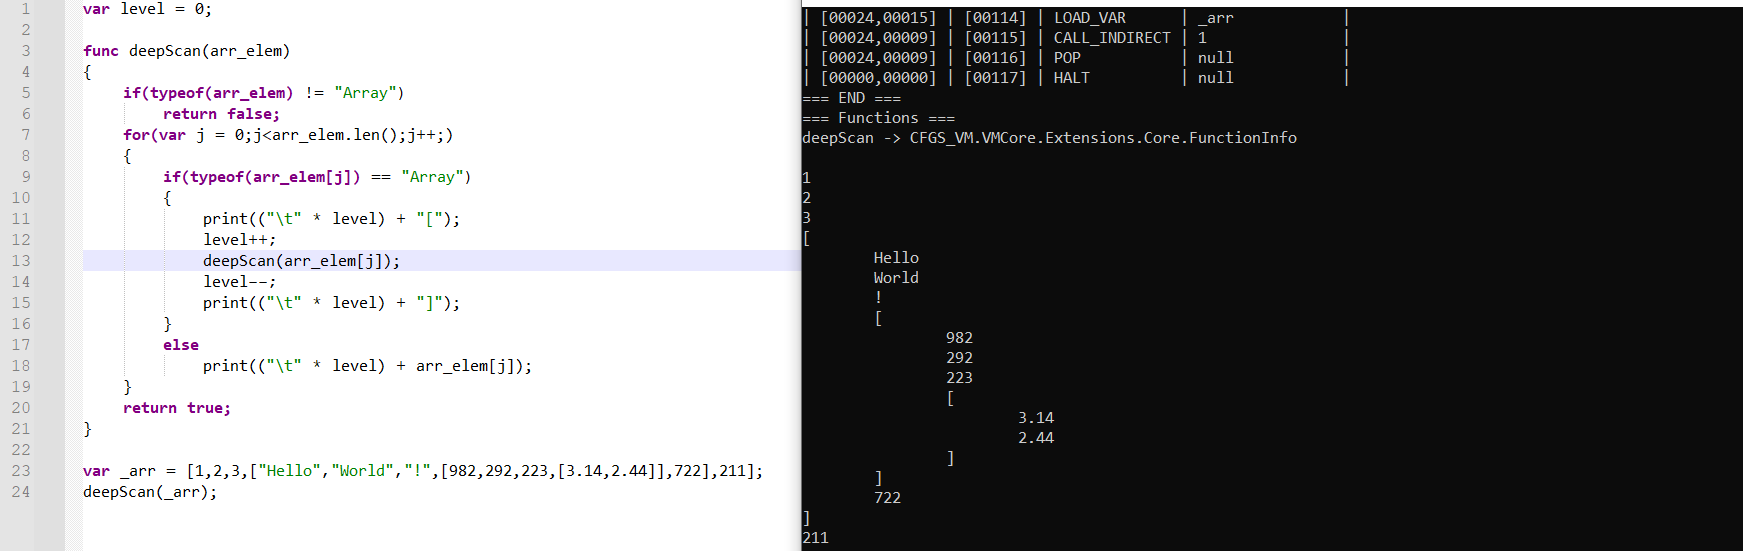 1 var level = 0;
2
3 func deepScan(arr_elem)
4 {
5 if(typeof(arr_elem) != "Array")
6 return false;
7 for(var j = 0;j<arr_elem.len();j++;)
8 {
9 if(typeof(arr_elem[j]) == "Array")
10 {
11 print(("\t" * level) + "[");
12 level++;
13 deepScan(arr_elem[j]);
14 level--;
15 print(("\t" * level) + "]");
16 }
17 else
18 print(("\t" * level) + arr_elem[j]);
19 }
20 return true;
21 }
22
23 var _arr = [1,2,3,["Hello","World","!",[982,292,223,[3.14,2.44]],722],211];
24 deepScan(_arr);
| [00024,00015] | [00114] | LOAD_VAR | _arr |
| [00024,00009] | [00115] | CALL_INDIRECT | 1 |
| [00024,00009] | [00116] | POP | null |
| [00000,00000] | [00117] | HALT | null |
=== END ===
=== Functions ===
deepScan -> CFGS_VM.VMCore.Extensions.Core.FunctionInfo
1
2
3
[
Hello
World
!
[
982
292
223
[
3.14
2.44
]
]
722
]
211